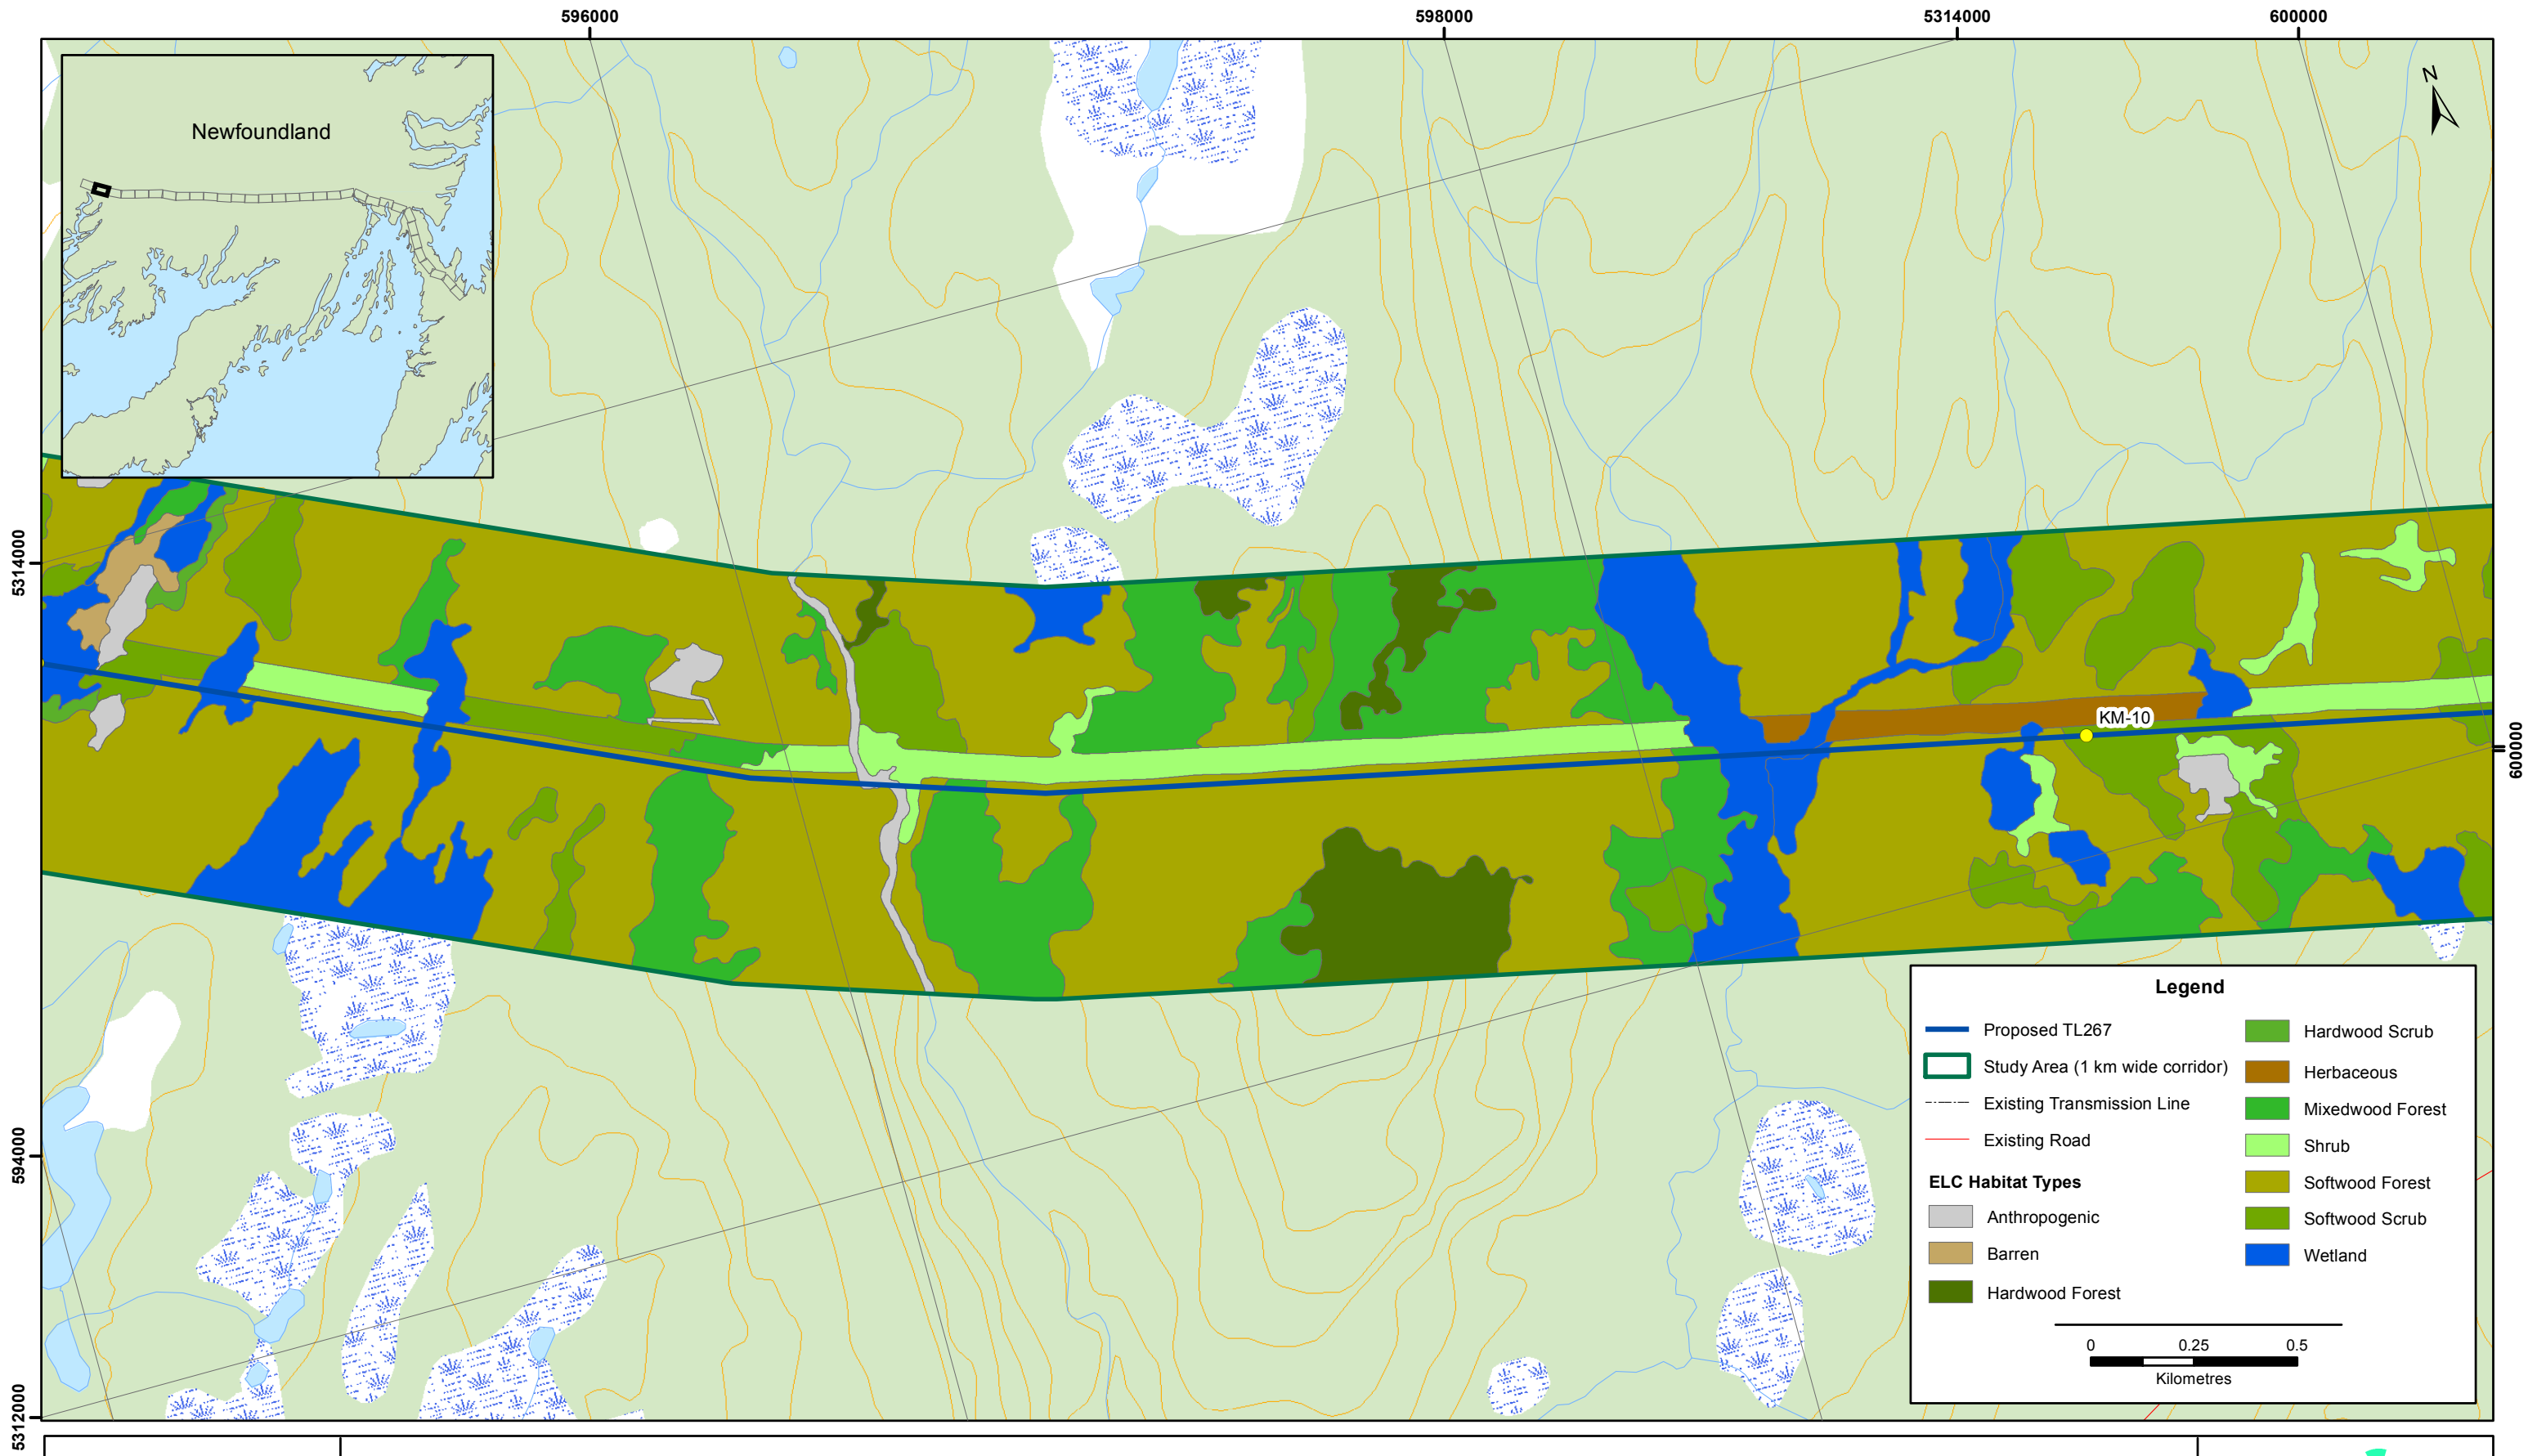 596000
598000
5314000
600000
N
Newfoundland
5314000
KM-10
600000
594000
5312000
Legend
Proposed TL267
Study Area (1 km wide corridor)
Existing Transmission Line
Existing Road
ELC Habitat Types
Anthropogenic
Barren
Hardwood Forest
Hardwood Scrub
Herbaceous
Mixedwood Forest
Shrub
Softwood Forest
Softwood Scrub
Wetland
0 0.25 0.5
Kilometres